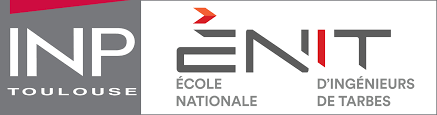 INP
TOULOUSE
ÈNIT
ÉCOLE
NATIONALE
D'INGÉNIEURS
DE TARBES